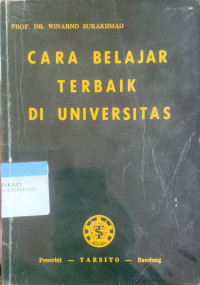 PROF. DR. WINARNO SURAKHMAD
CARA BELAJAR
TERBAIK
DI UNIVERSITAS
Penerbit — TARSITO — Bandung